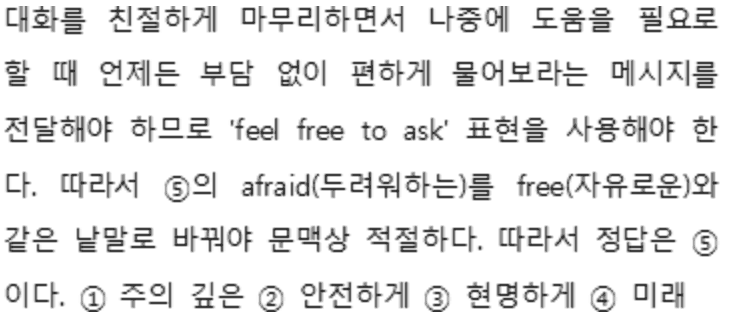 대화를 친절하게 마무리하면서 나중에 도움을 필요로
할 때 언제든 부담 없이 편하게 물어보라는 메시지를
전달해야 하므로 'feel free to ask' 표현을 사용해야 한
다. 따라서 ⑤의 afraid(두려워하는)를 free(자유로운)와
같은 낱말로 바꿔야 문맥상 적절하다. 따라서 정답은 ⑤
이다. ① 주의 깊은 ② 안전하게 ③ 현명하게 ④ 미래